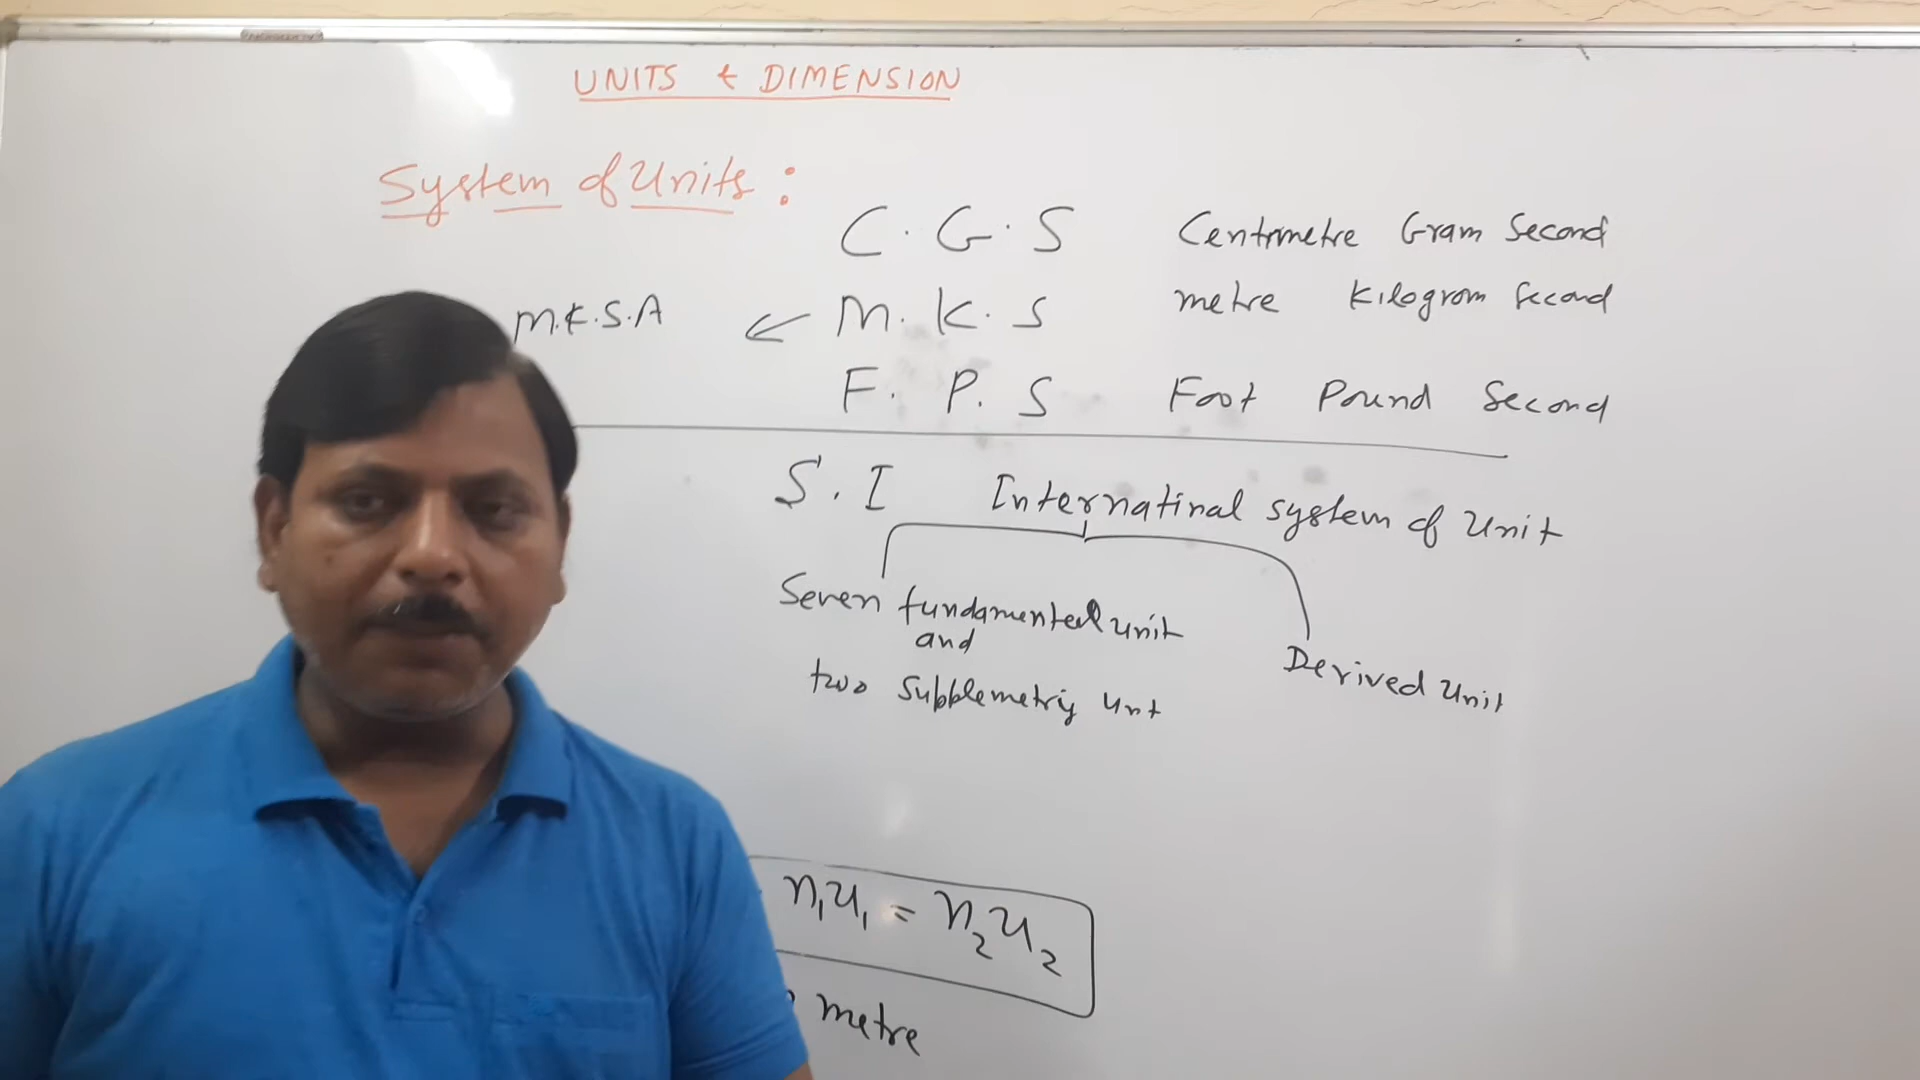 UNITS & DIMENSION
System of Units :
C. G. S Centimetre Gram Second
M.K.S.A ← M. K. S metre Kilogram Second
F. P. S Foot Pound Second
S. I Internatinal system of Unit
Seven fundamental unit
and
two Subblemetriy Unt
Derived Unit
n₁u₁ = n₂u₂
metre